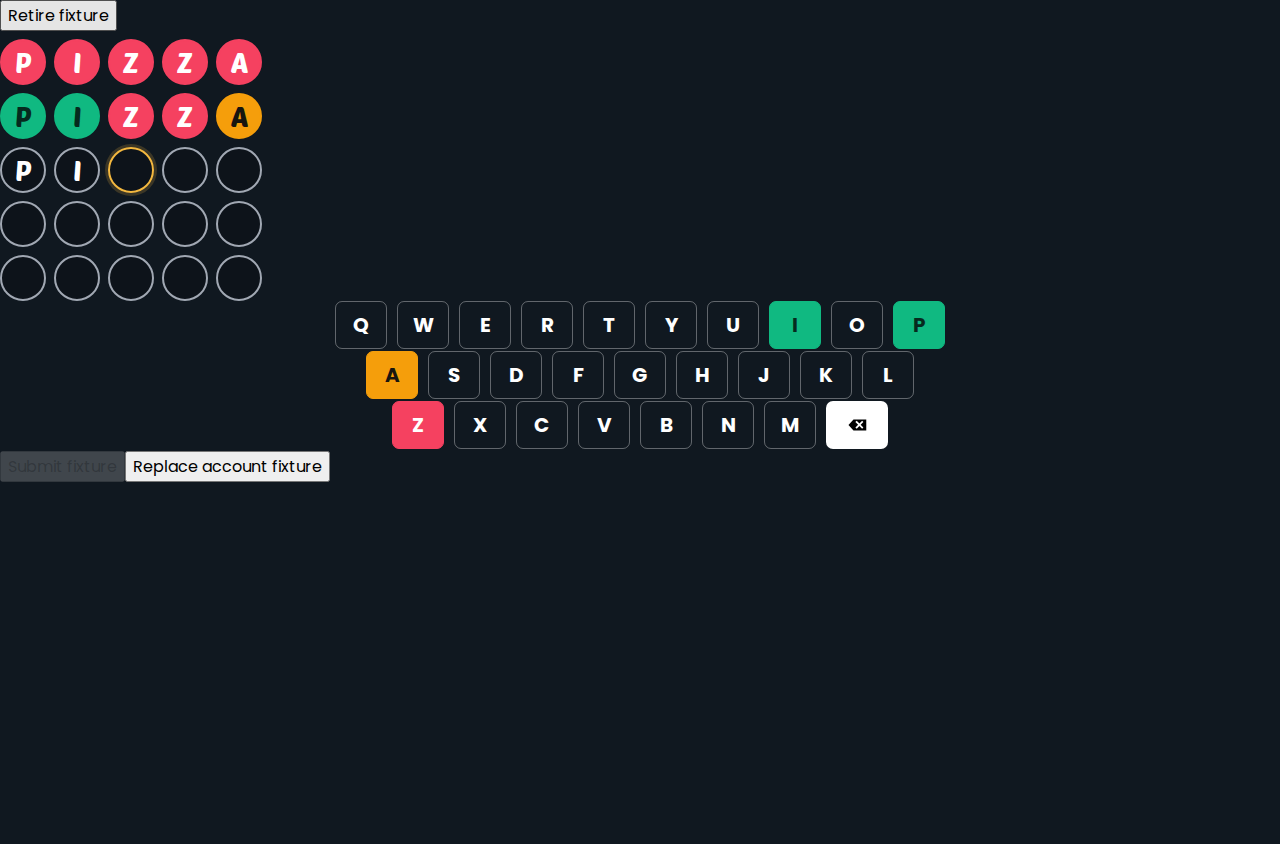 Retire fixture
P I Z Z A
P I Z Z A
P I
Q W E R T Y U I O P
A S D F G H J K L
Z X C V B N M
Submit fixture Replace account fixture